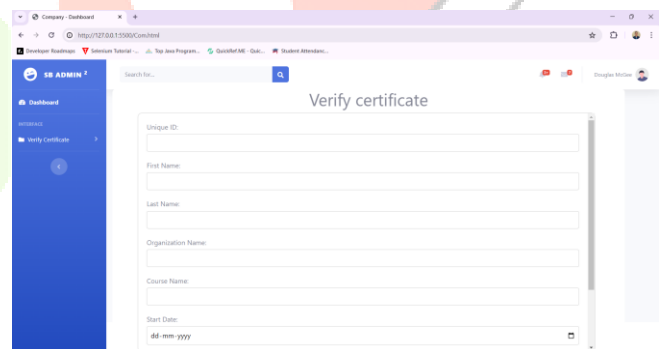 Company - Dashboard
http://127.0.0.1:5500/Com.html
Developer Roadmaps Selenium Tutorial -... Top Java Program... QuickRef.ME - Quic... Student Attendanc...
SB ADMIN 2
Search for...
Douglas McGee
Dashboard
Verify certificate
INTERFACE
Verify Certificate
Unique ID:
First Name:
Last Name:
Organization Name:
Course Name:
Start Date:
dd-mm-yyyy